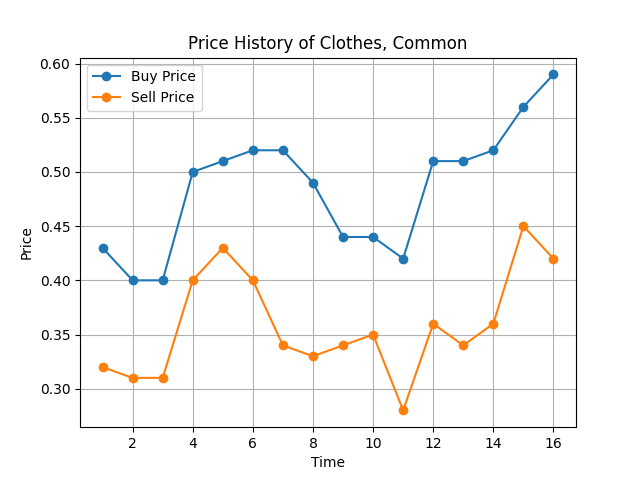 Price History of Clothes, Common
Buy Price
Sell Price
0.60
0.55
0.50
0.45
0.40
0.35
0.30
Price
2 4 6 8 10 12 14 16
Time